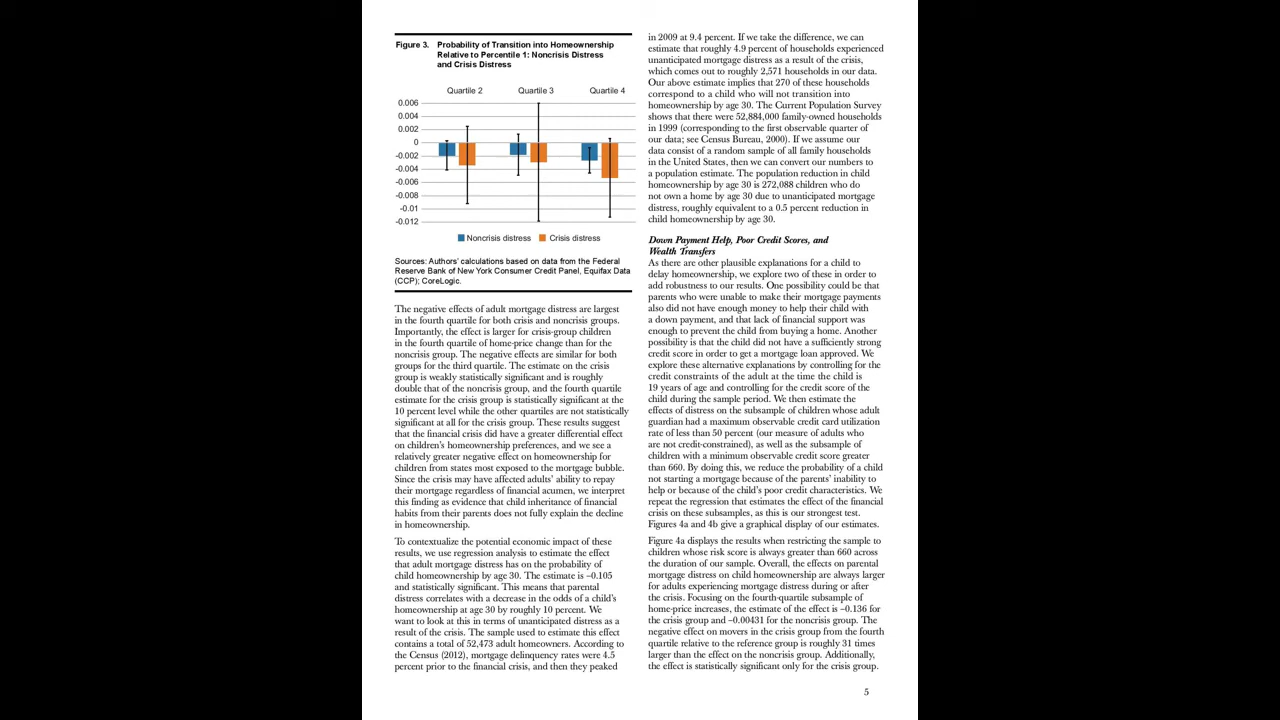 Figure 3. Probability of Transition into Homeownership
Relative to Percentile 1: Noncrisis Distress
and Crisis Distress
Quartile 2 Quartile 3 Quartile 4
0.006
0.004
0.002
0
-0.002
-0.004
-0.006
-0.008
-0.01
-0.012
Noncrisis distress Crisis distress
Sources: Authors' calculations based on data from the Federal
Reserve Bank of New York Consumer Credit Panel, Equifax Data
(CCP); CoreLogic.
The negative effects of adult mortgage distress are largest
in the fourth quartile for both crisis and noncrisis groups.
Importantly, the effect is larger for crisis-group children
in the fourth quartile of home-price change than for the
noncrisis group. The negative effects are similar for both
groups for the third quartile. The estimate on the crisis
group is weakly statistically significant and is roughly
double that of the noncrisis group, and the fourth quartile
estimate for the crisis group is statistically significant at the
10 percent level while the other quartiles are not statistically
significant at all for the crisis group. These results suggest
that the financial crisis did have a greater differential effect
on children's homeownership preferences, and we see a
relatively greater negative effect on homeownership for
children from states most exposed to the mortgage bubble.
Since the crisis may have affected adults' ability to repay
their mortgage regardless of financial acumen, we interpret
this finding as evidence that child inheritance of financial
habits from their parents does not fully explain the decline
in homeownership.
To contextualize the potential economic impact of these
results, we use regression analysis to estimate the effect
that adult mortgage distress has on the probability of
child homeownership by age 30. The estimate is –0.105
and statistically significant. This means that parental
distress correlates with a decrease in the odds of a child's
homeownership at age 30 by roughly 10 percent. We
want to look at this in terms of unanticipated distress as a
result of the crisis. The sample used to estimate this effect
contains a total of 52,473 adult homeowners. According to
the Census (2012), mortgage delinquency rates were 4.5
percent prior to the financial crisis, and then they peaked
in 2009 at 9.4 percent. If we take the difference, we can
estimate that roughly 4.9 percent of households experienced
unanticipated mortgage distress as a result of the crisis,
which comes out to roughly 2,571 households in our data.
Our above estimate implies that 270 of these households
correspond to a child who will not transition into
homeownership by age 30. The Current Population Survey
shows that there were 52,884,000 family-owned households
in 1999 (corresponding to the first observable quarter of
our data; see Census Bureau, 2000). If we assume our
data consist of a random sample of all family households
in the United States, then we can convert our numbers to
a population estimate. The population reduction in child
homeownership by age 30 is 272,088 children who do
not own a home by age 30 due to unanticipated mortgage
distress, roughly equivalent to a 0.5 percent reduction in
child homeownership by age 30.
Down Payment Help, Poor Credit Scores, and
Wealth Transfers
As there are other plausible explanations for a child to
delay homeownership, we explore two of these in order to
add robustness to our results. One possibility could be that
parents who were unable to make their mortgage payments
also did not have enough money to help their child with
a down payment, and that lack of financial support was
enough to prevent the child from buying a home. Another
possibility is that the child did not have a sufficiently strong
credit score in order to get a mortgage loan approved. We
explore these alternative explanations by controlling for the
credit constraints of the adult at the time the child is
19 years of age and controlling for the credit score of the
child during the sample period. We then estimate the
effects of distress on the subsample of children whose adult
guardian had a maximum observable credit card utilization
rate of less than 50 percent (our measure of adults who
are not credit-constrained), as well as the subsample of
children with a minimum observable credit score greater
than 660. By doing this, we reduce the probability of a child
not starting a mortgage because of the parents' inability to
help or because of the child's poor credit characteristics. We
repeat the regression that estimates the effect of the financial
crisis on these subsamples, as this is our strongest test.
Figures 4a and 4b give a graphical display of our estimates.
Figure 4a displays the results when restricting the sample to
children whose risk score is always greater than 660 across
the duration of our sample. Overall, the effects on parental
mortgage distress on child homeownership are always larger
for adults experiencing mortgage distress during or after
the crisis. Focusing on the fourth-quartile subsample of
home-price increases, the estimate of the effect is –0.136 for
the crisis group and –0.00431 for the noncrisis group. The
negative effect on movers in the crisis group from the fourth
quartile relative to the reference group is roughly 31 times
larger than the effect on the noncrisis group. Additionally,
the effect is statistically significant only for the crisis group.
5